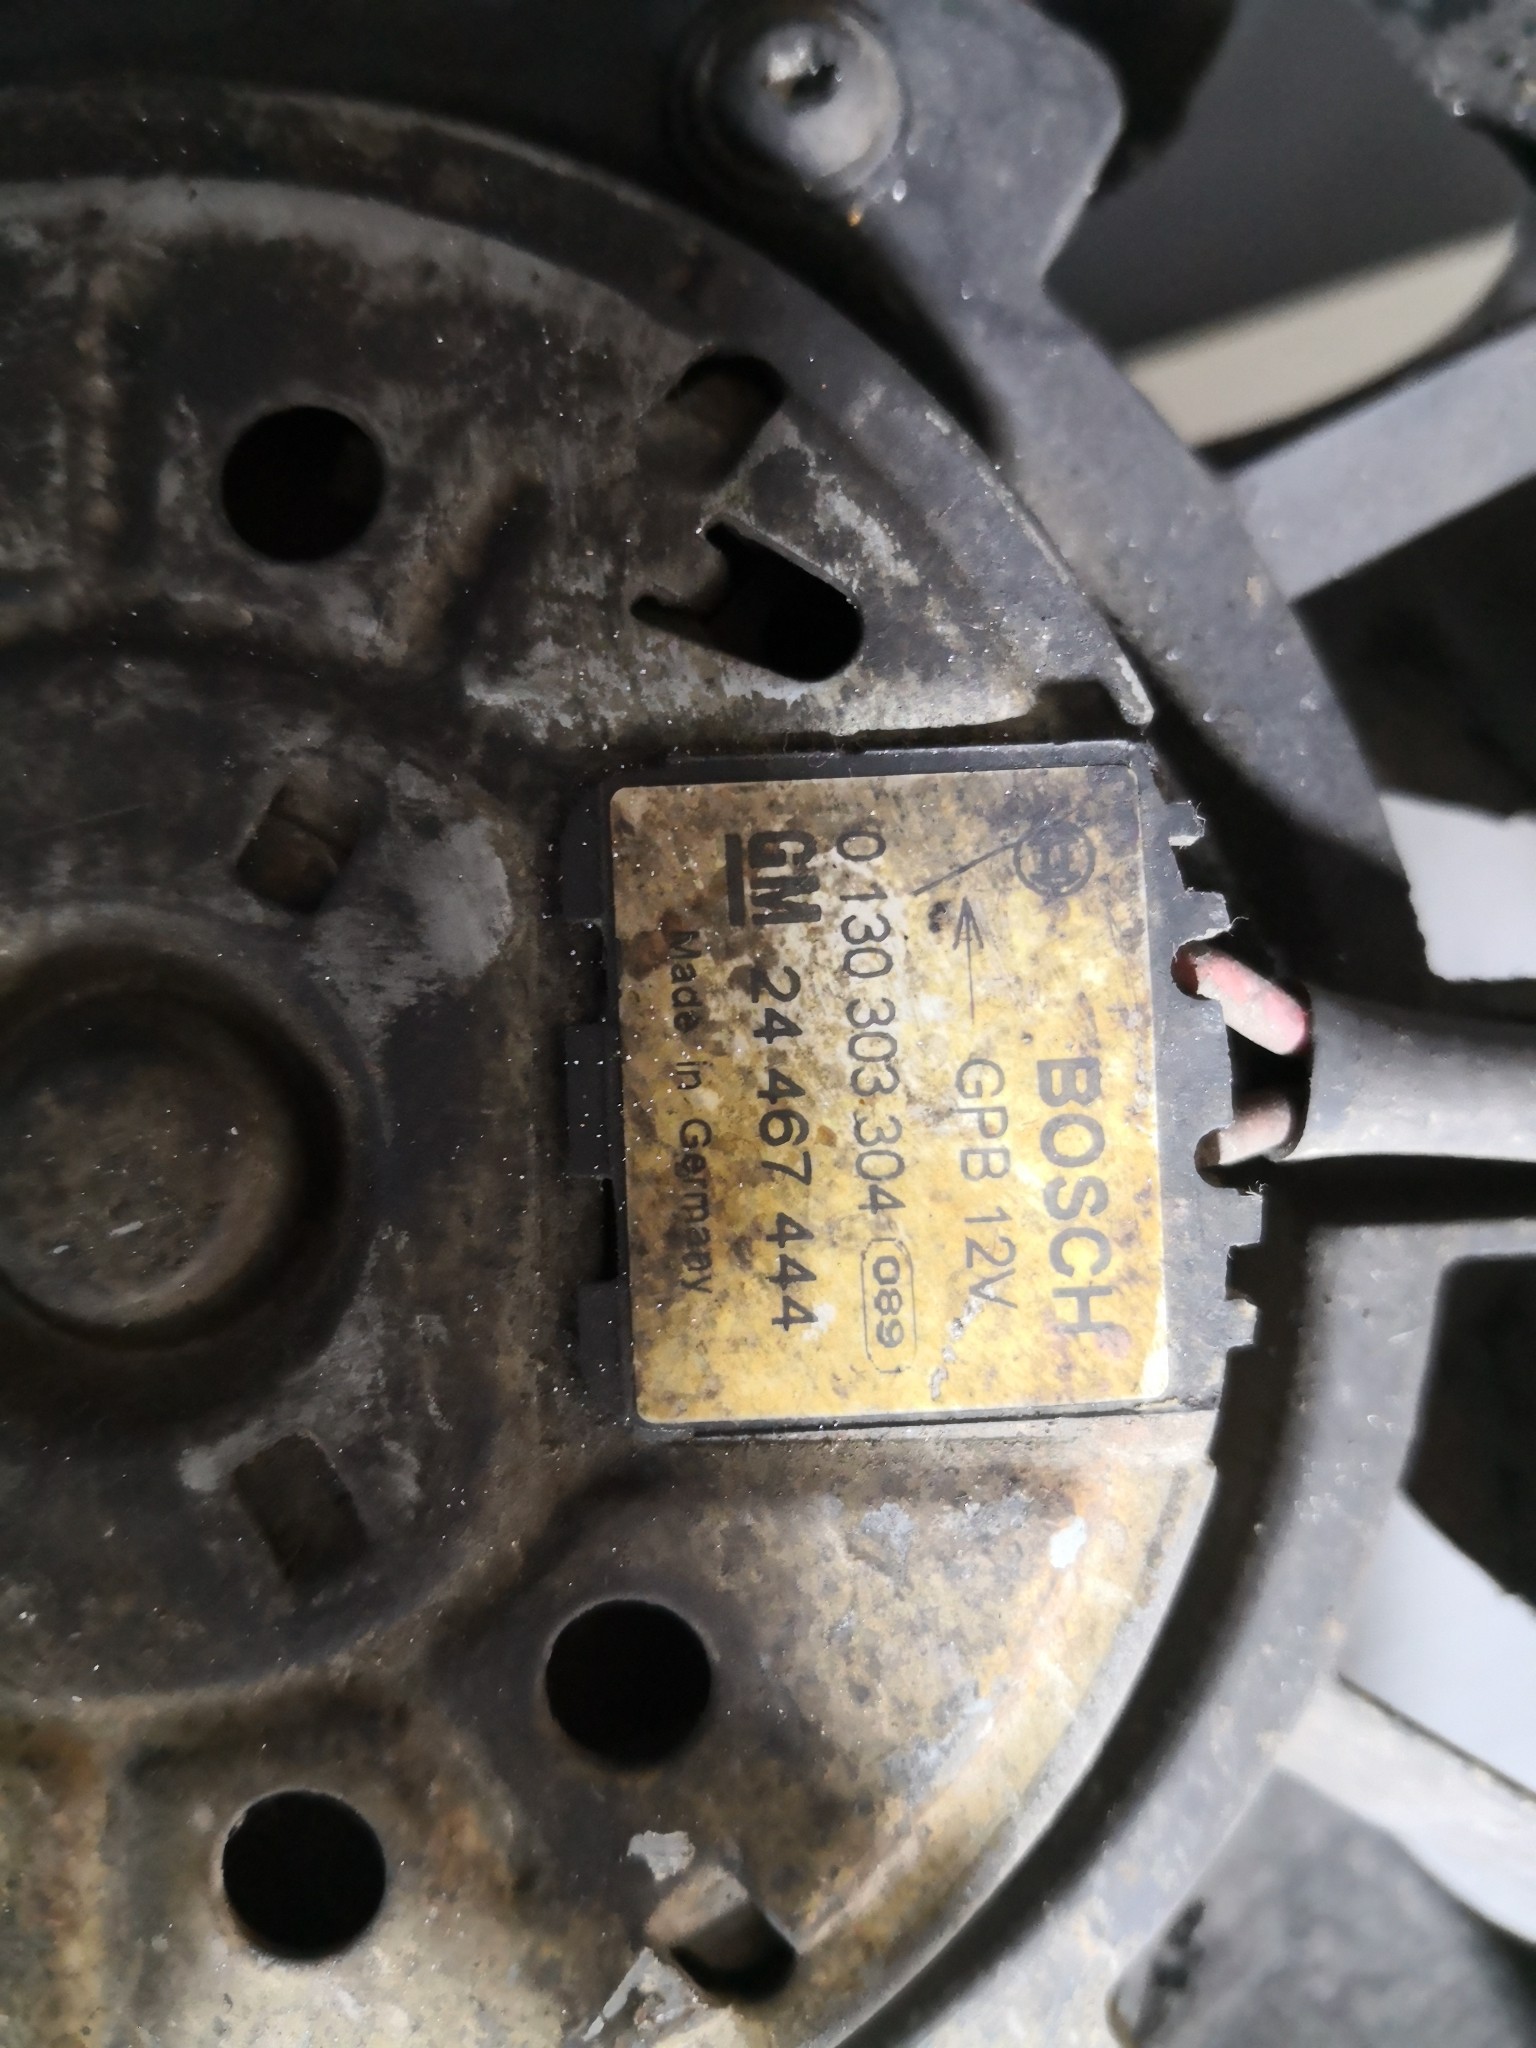 BOSCH
GPB 12V
0 130 303 304 089
GM 24 467 444
Made in Germany